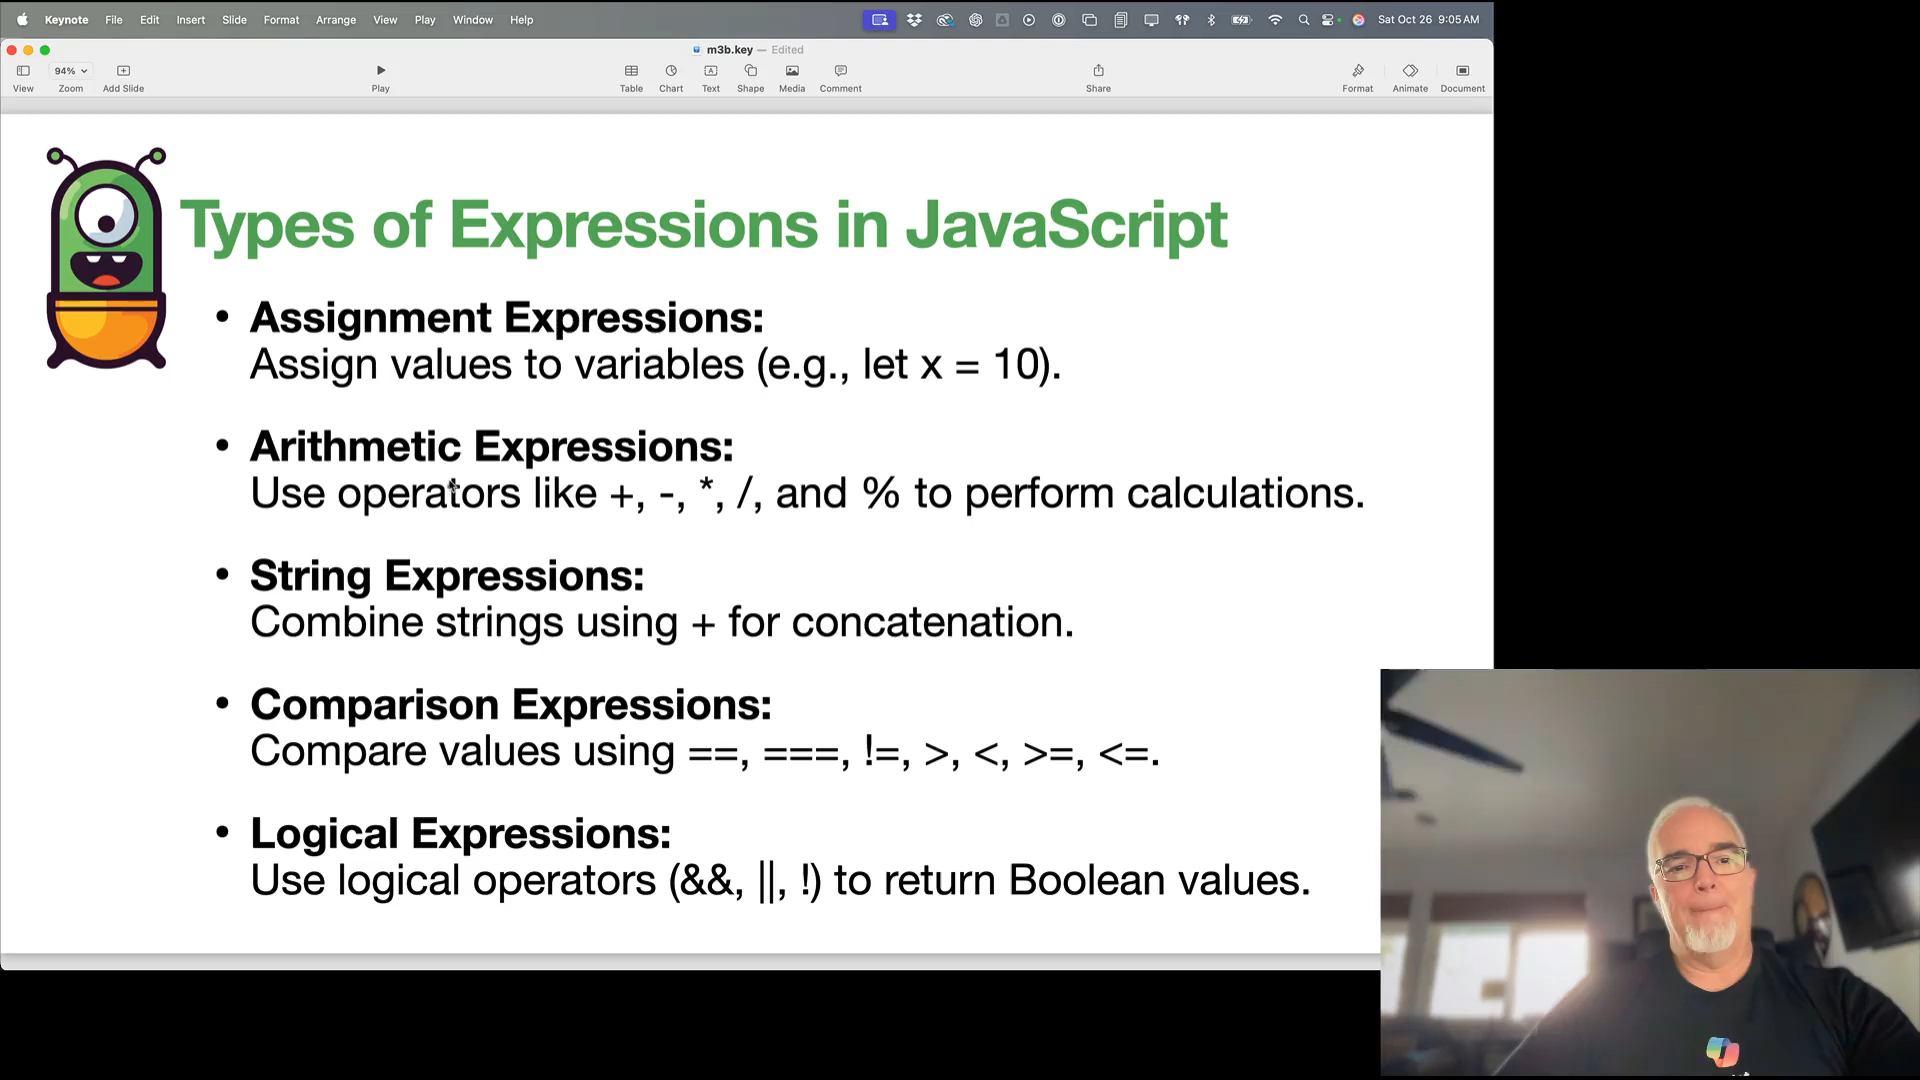 Keynote File Edit Insert Slide Format Arrange View Play Window Help Sat Oct 26 9:05 AM
m3b.key — Edited
94%
View Zoom Add Slide Play Table Chart Text Shape Media Comment Share Format Animate Document
Types of Expressions in JavaScript
• Assignment Expressions:
Assign values to variables (e.g., let x = 10).
• Arithmetic Expressions:
Use operators like +, -, *, /, and % to perform calculations.
• String Expressions:
Combine strings using + for concatenation.
• Comparison Expressions:
Compare values using ==, ===, !=, >, <, >=, <=.
• Logical Expressions:
Use logical operators (&&, ||, !) to return Boolean values.